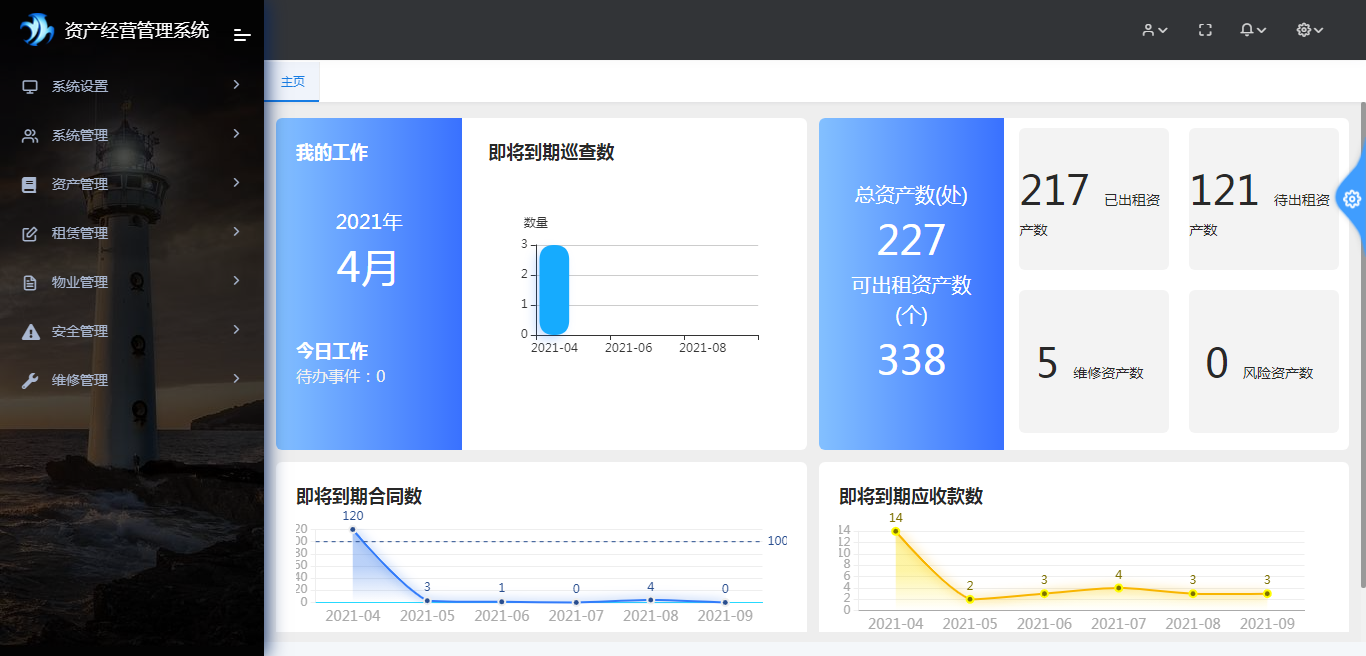 资产经营管理系统
系统设置
系统管理
资产管理
租赁管理
物业管理
安全管理
维修管理
主页
我的工作
2021年
4月
今日工作
待办事件：0
即将到期巡查数
数量
3
2
1
0
2021-04 2021-06 2021-08
总资产数(处)
227
可出租资产数
(个)
338
217 已出租资
产数
121 待出租资
产数
5 维修资产数
0 风险资产数
即将到期合同数
120
20
00
100
80
60
40
20
0
3 1 0 4 0
2021-04 2021-05 2021-06 2021-07 2021-08 2021-09
即将到期应收款数
14
14
12
10
8
6
4
2
0
2 3 4 3 3
2021-04 2021-05 2021-06 2021-07 2021-08 2021-09